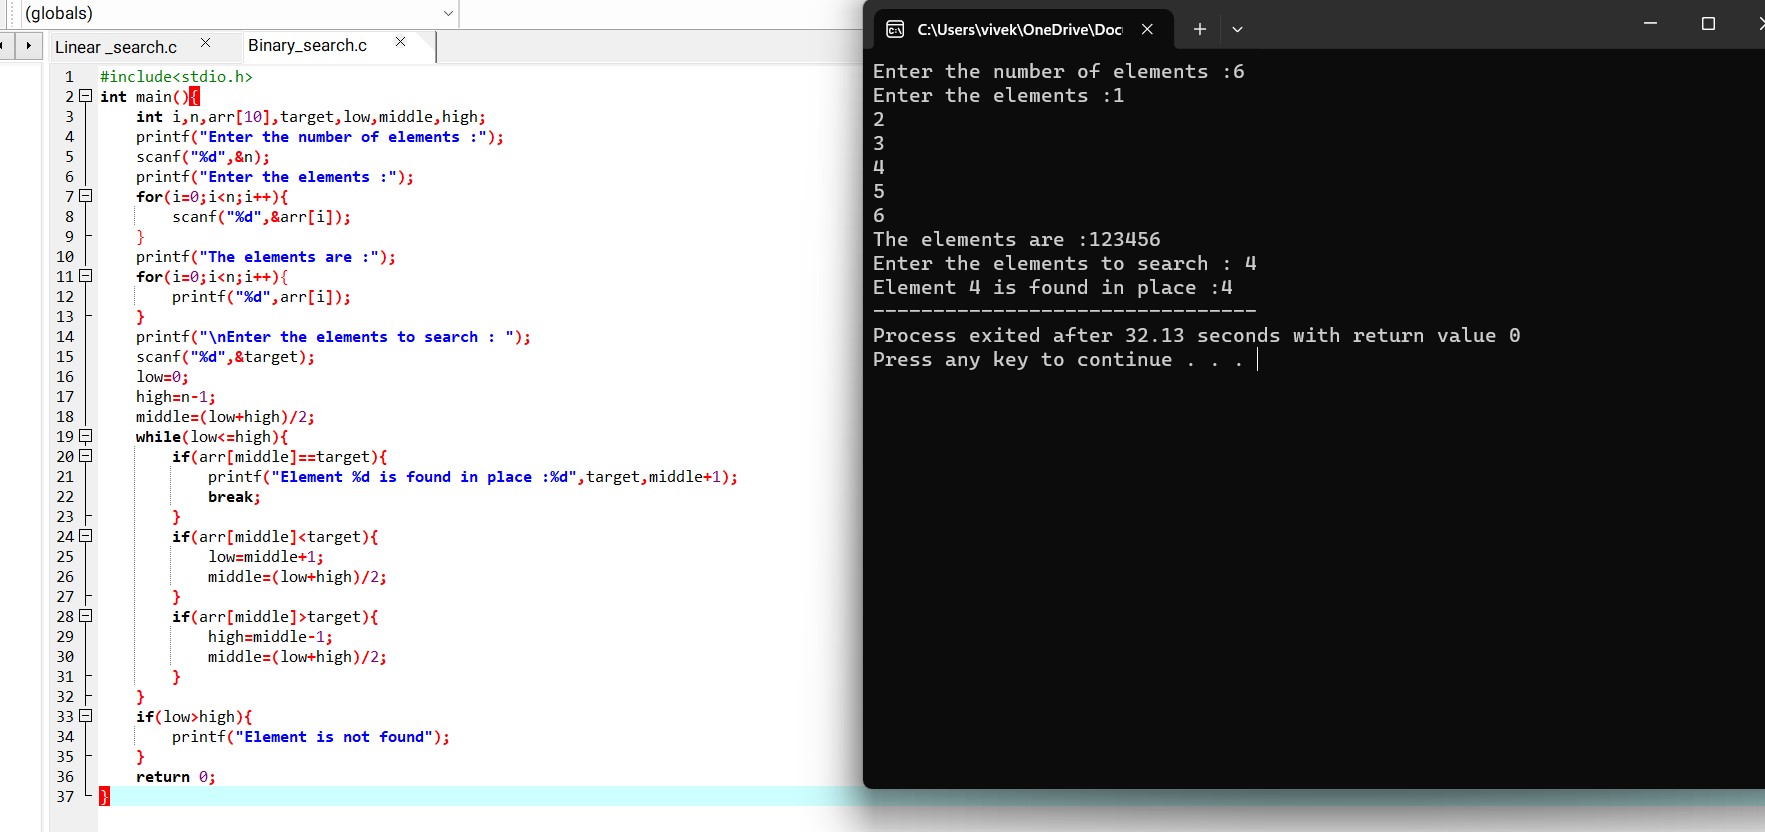 (globals)
Linear _search.c
Binary_search.c
1 #include<stdio.h>
2 int main(){
3 int i,n,arr[10],target,low,middle,high;
4 printf("Enter the number of elements :");
5 scanf("%d",&n);
6 printf("Enter the elements :");
7 for(i=0;i<n;i++){
8 scanf("%d",&arr[i]);
9 }
10 printf("The elements are :");
11 for(i=0;i<n;i++){
12 printf("%d",arr[i]);
13 }
14 printf("\nEnter the elements to search : ");
15 scanf("%d",&target);
16 low=0;
17 high=n-1;
18 middle=(low+high)/2;
19 while(low<=high){
20 if(arr[middle]==target){
21 printf("Element %d is found in place :%d",target,middle+1);
22 break;
23 }
24 if(arr[middle]<target){
25 low=middle+1;
26 middle=(low+high)/2;
27 }
28 if(arr[middle]>target){
29 high=middle-1;
30 middle=(low+high)/2;
31 }
32 }
33 if(low>high){
34 printf("Element is not found");
35 }
36 return 0;
37 }
C:\Users\vivek\OneDrive\Doc
Enter the number of elements :6
Enter the elements :1
2
3
4
5
6
The elements are :123456
Enter the elements to search : 4
Element 4 is found in place :4
--------------------------------
Process exited after 32.13 seconds with return value 0
Press any key to continue . . .